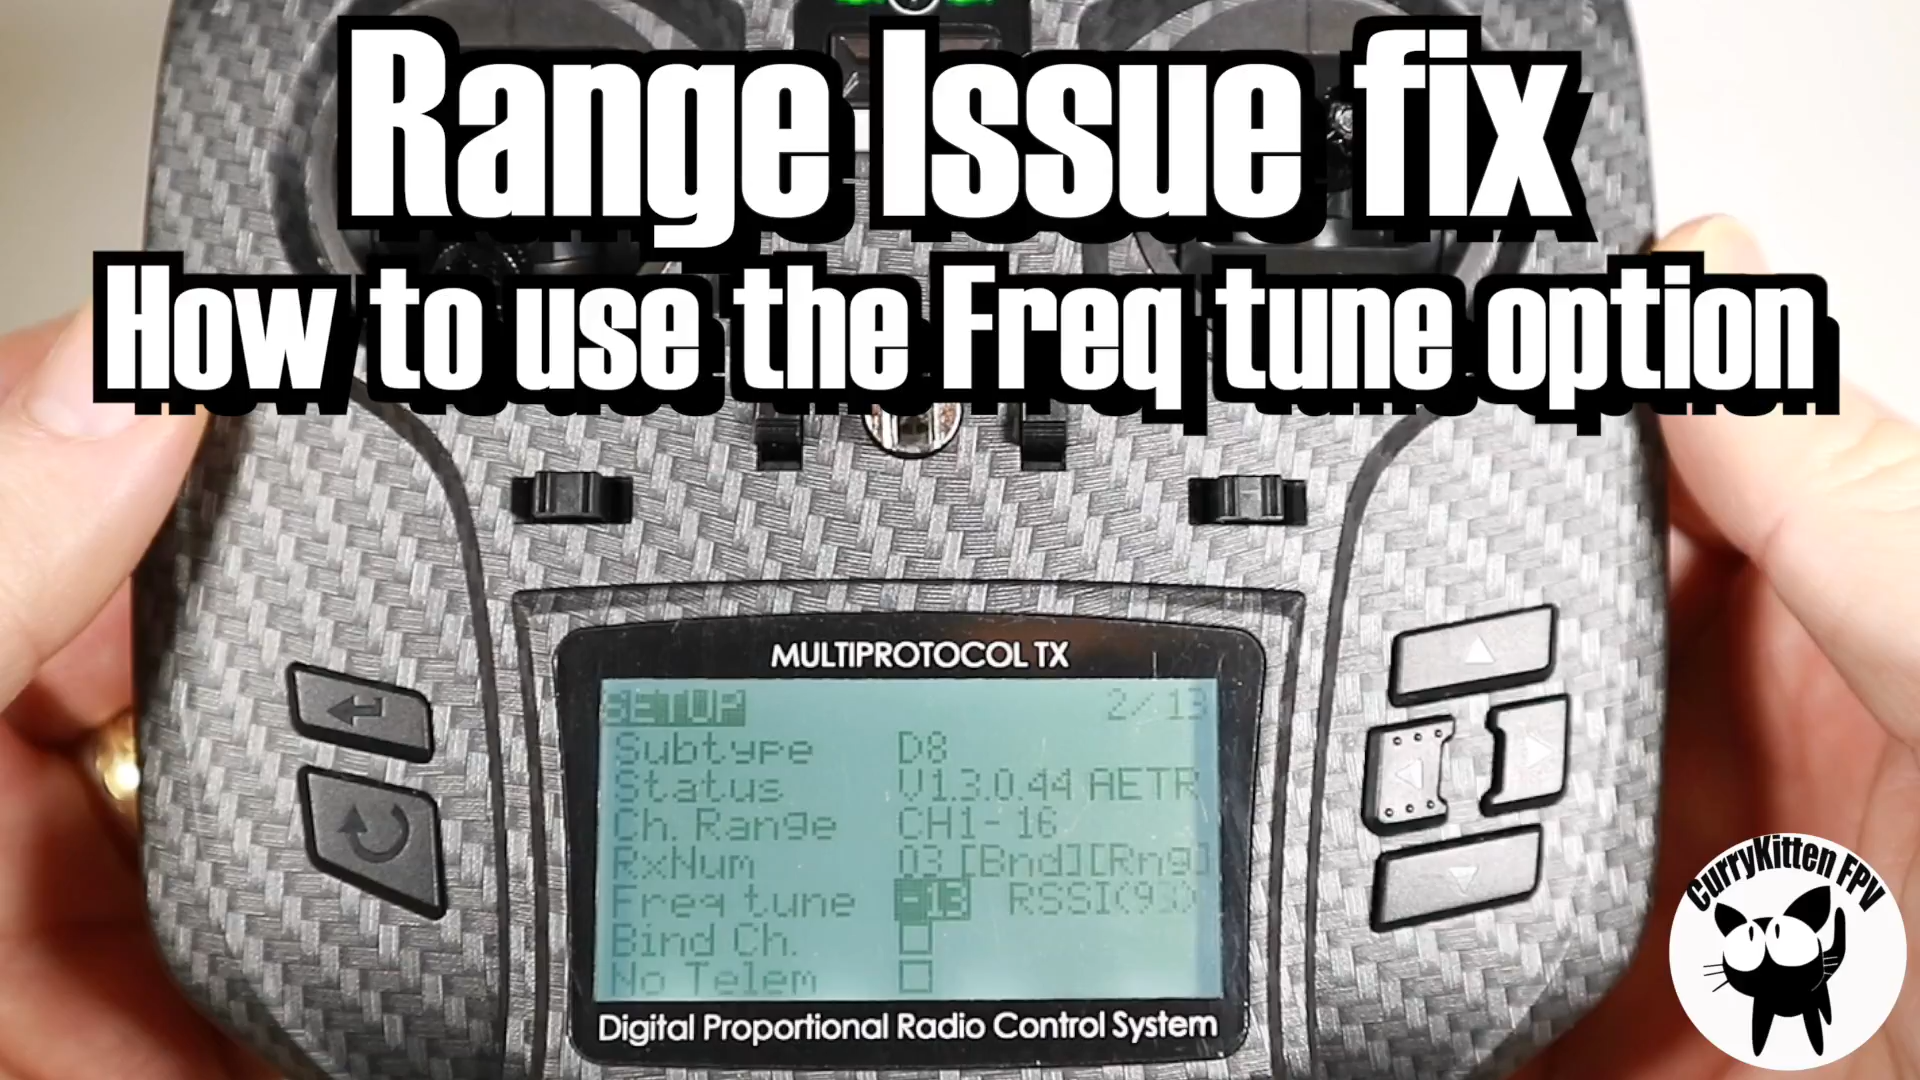 Range Issue fix
How to use the Freq tune option
MULTIPROTOCOL TX
SETUP 2/13
Subtype D8
Status V1.3.0.44 AETR
Ch. Range CH1-16
RxNum 03 [Bnd][Rng]
Freq tune -13
Bind Ch.
No Telem
Digital Proportional Radio Control System
CurryKitten FPV